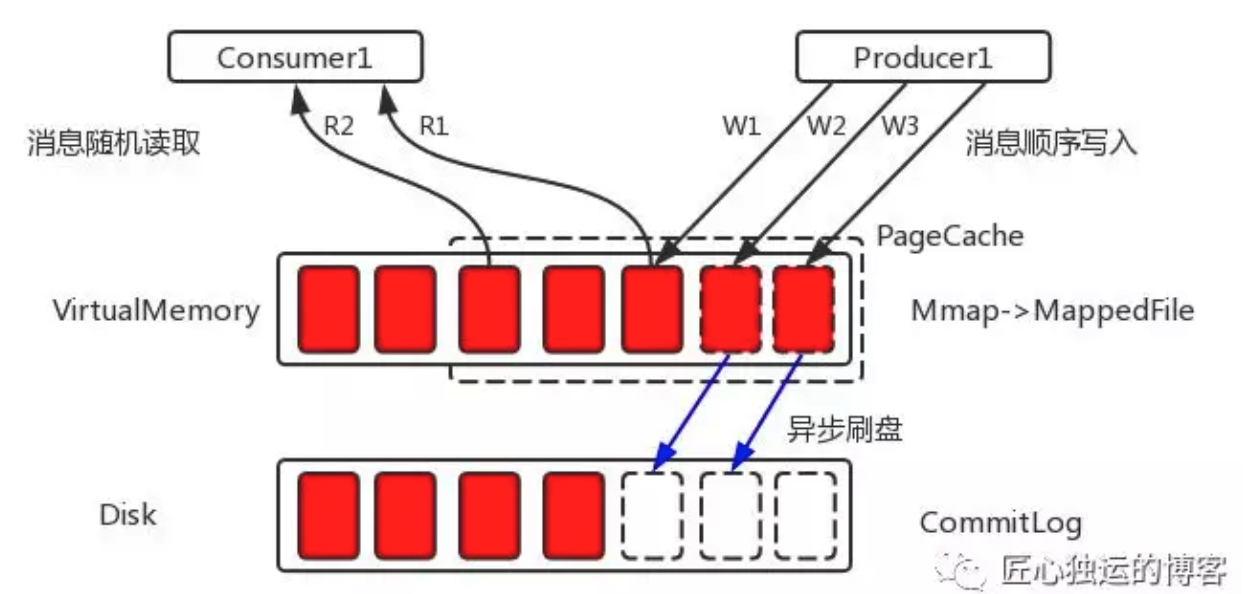 Consumer1
Producer1
R2
R1
W1
W2
W3
消息随机读取
消息顺序写入
PageCache
VirtualMemory
Mmap->MappedFile
异步刷盘
Disk
CommitLog
匠心独运的博客